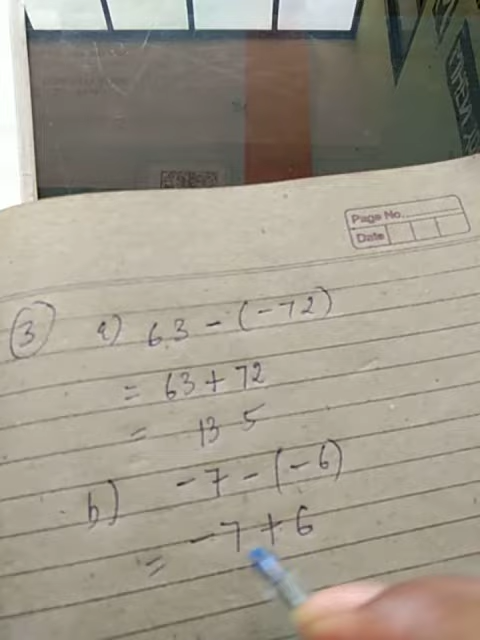 Page No.
Date
3 a) 63 - (-72)
= 63 + 72
= 135
b) -7 - (-6)
= -7 + 6